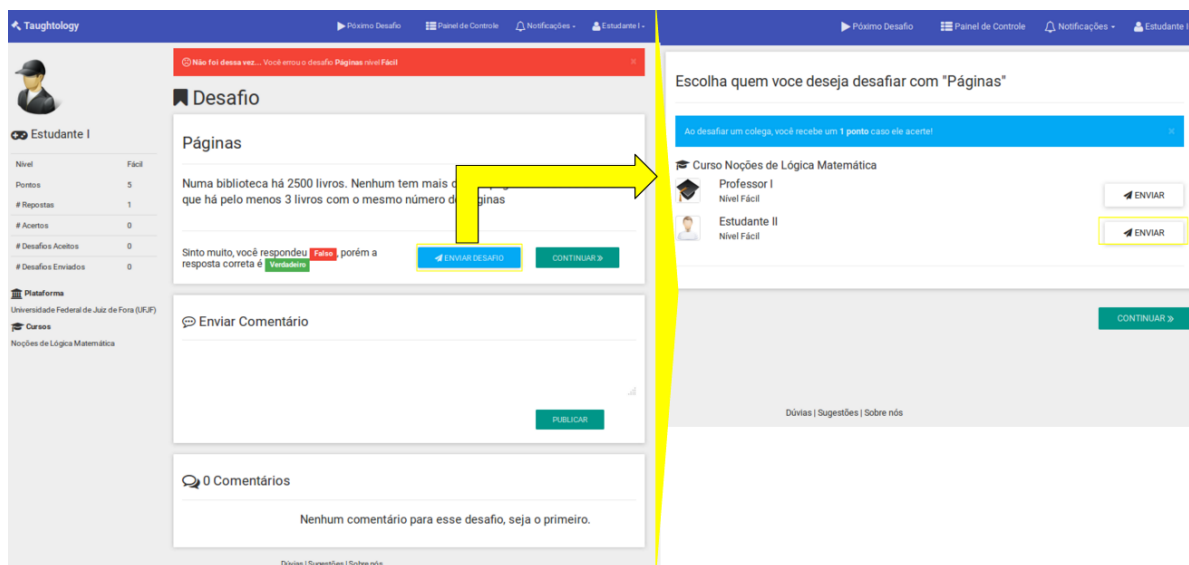 Taughtology
Póximo Desafio
Painel de Controle
Notificações
Estudante I
Estudante I
Nível Fácil
Pontos 5
# Repostas 1
# Acertos 0
# Desafios Aceitos 0
# Desafios Enviados 0
Plataforma
Universidade Federal de Juiz de Fora (UFJF)
Cursos
Noções de Lógica Matemática
Não foi dessa vez... Você errou o desafio Páginas nível Fácil ×
Desafio
Páginas
Numa biblioteca há 2500 livros. Nenhum tem mais
que há pelo menos 3 livros com o mesmo número
Sinto muito, você respondeu Falso, porém a
resposta correta é Verdadeiro
ENVIAR DESAFIO
CONTINUAR »
Enviar Comentário
PUBLICAR
0 Comentários
Nenhum comentário para esse desafio, seja o primeiro.
Dúvias | Sugestões | Sobre nós
Póximo Desafio
Painel de Controle
Notificações
Estudante I
Escolha quem voce deseja desafiar com "Páginas"
Ao desafiar um colega, você recebe um 1 ponto caso ele acerte! ×
Curso Noções de Lógica Matemática
Professor I
Nível Fácil
ENVIAR
Estudante II
Nível Fácil
ENVIAR
CONTINUAR »
Dúvias | Sugestões | Sobre nós